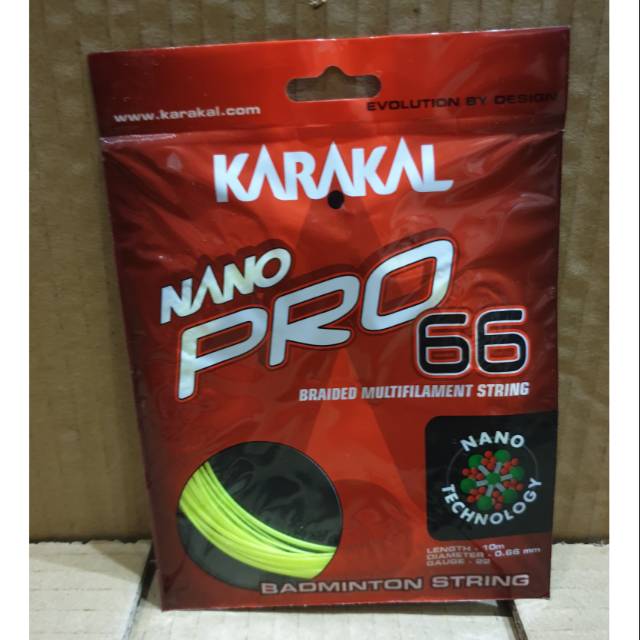 www.karakal.com
EVOLUTION BY DESIGN
KARAKAL
NANO
PRO
66
BRAIDED MULTIFILAMENT STRING
NANO
TECHNOLOGY
LENGTH - 10m
DIAMETER - 0.66 mm
GAUGE - 22
BADMINTON STRING